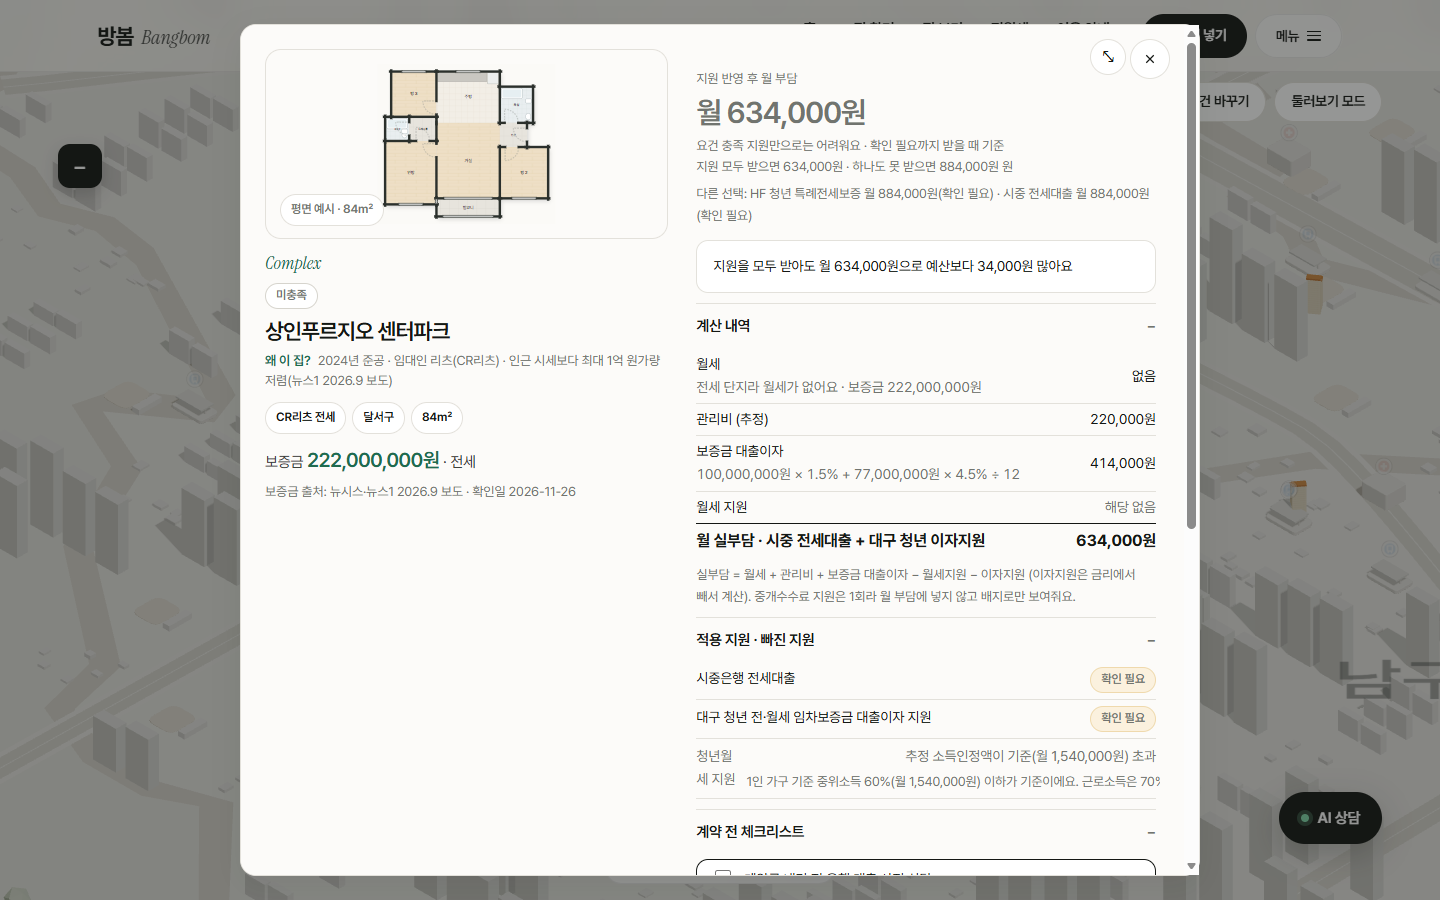 방봄 Bangbom
넣기
메뉴
건 바꾸기
둘러보기 모드
평면 예시 · 84m²
Complex
미충족
상인푸르지오 센터파크
왜 이 집? 2024년 준공 · 임대인 리츠(CR리츠) · 인근 시세보다 최대 1억 원가량
저렴(뉴스1 2026.9 보도)
CR리츠 전세
달서구
84m²
보증금 222,000,000원 · 전세
보증금 출처: 뉴시스·뉴스1 2026.9 보도 · 확인일 2026-11-26
지원 반영 후 월 부담
월 634,000원
요건 충족 지원만으로는 어려워요 · 확인 필요까지 받을 때 기준
지원 모두 받으면 634,000원 · 하나도 못 받으면 884,000원 원
다른 선택: HF 청년 특례전세보증 월 884,000원(확인 필요) · 시중 전세대출 월 884,000원
(확인 필요)
지원을 모두 받아도 월 634,000원으로 예산보다 34,000원 많아요
계산 내역 −
월세
전세 단지라 월세가 없어요 · 보증금 222,000,000원
없음
관리비 (추정) 220,000원
보증금 대출이자
100,000,000원 × 1.5% + 77,000,000원 × 4.5% ÷ 12
414,000원
월세 지원 해당 없음
월 실부담 · 시중 전세대출 + 대구 청년 이자지원 634,000원
실부담 = 월세 + 관리비 + 보증금 대출이자 − 월세지원 − 이자지원 (이자지원은 금리에서
빼서 계산). 중개수수료 지원은 1회라 월 부담에 넣지 않고 배지로만 보여줘요.
적용 지원 · 빠진 지원 −
시중은행 전세대출 확인 필요
대구 청년 전·월세 임차보증금 대출이자 지원 확인 필요
청년월
세 지원
추정 소득인정액이 기준(월 1,540,000원) 초과
1인 가구 기준 중위소득 60%(월 1,540,000원) 이하가 기준이에요. 근로소득은 70%
계약 전 체크리스트 −
AI 상담
남구